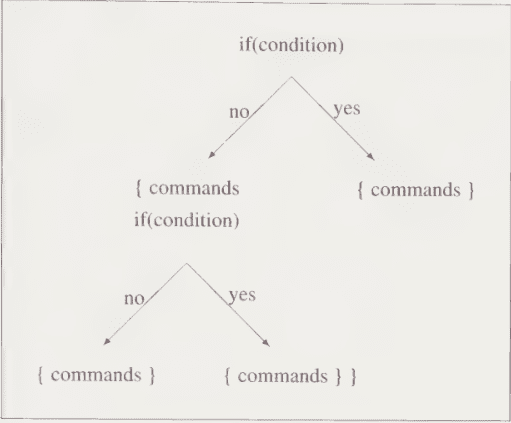 if(condition)
no yes
{ commands { commands }
if(condition)
no yes
{ commands } { commands } }